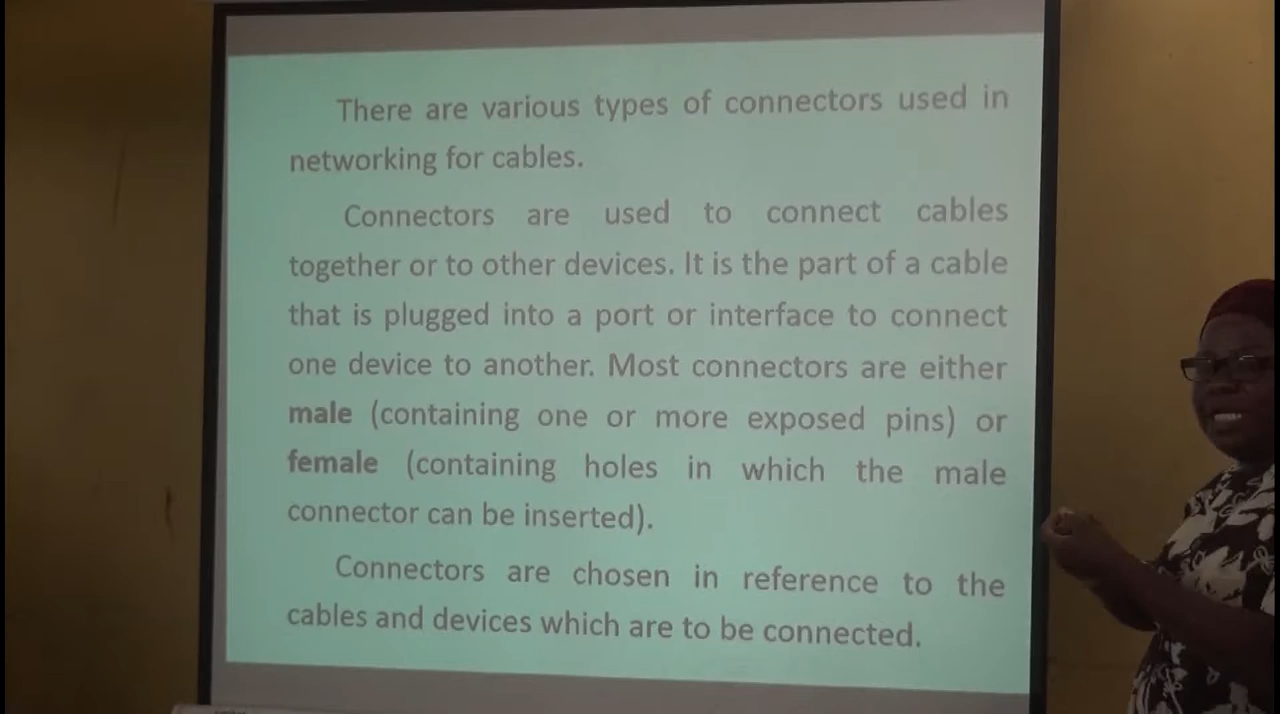 There are various types of connectors used in
networking for cables.
Connectors are used to connect cables
together or to other devices. It is the part of a cable
that is plugged into a port or interface to connect
one device to another. Most connectors are either
male (containing one or more exposed pins) or
female (containing holes in which the male
connector can be inserted).
Connectors are chosen in reference to the
cables and devices which are to be connected.